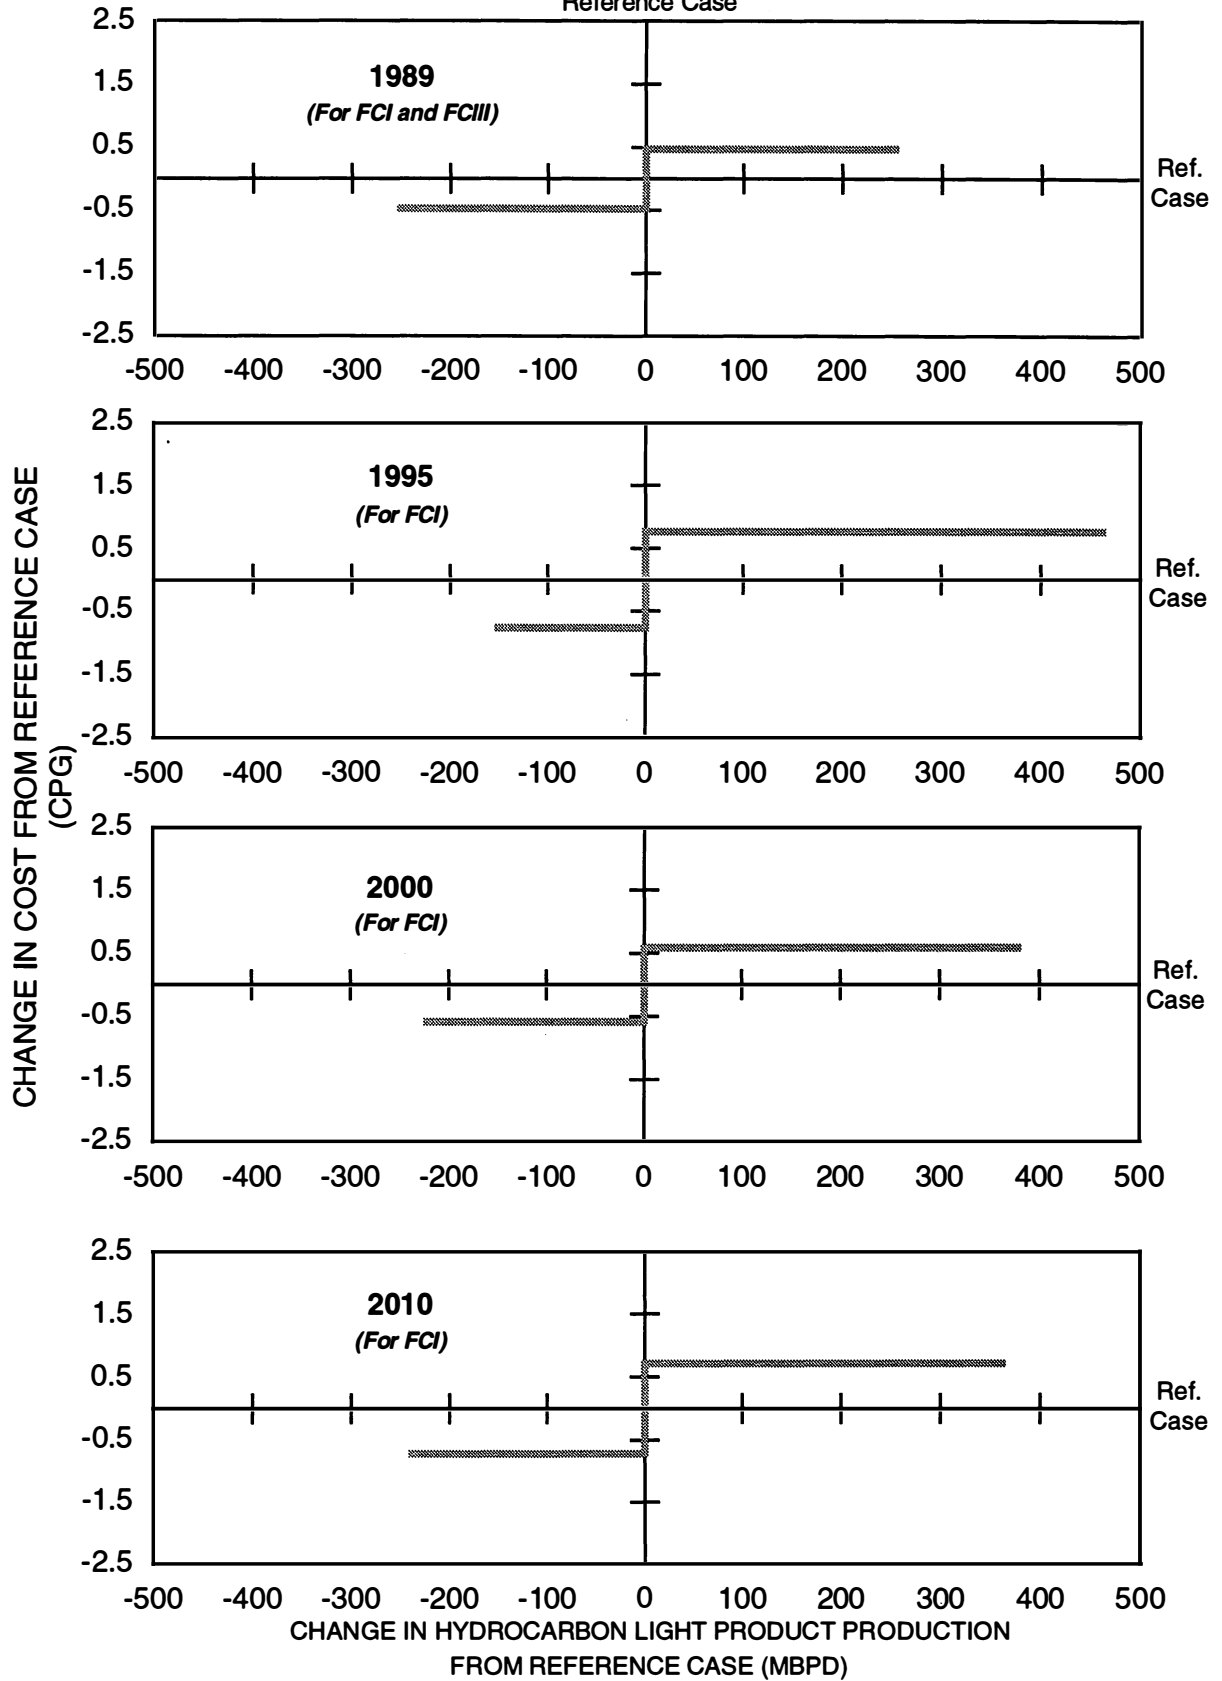 Reference Case
2.5
1989
1.5
(For FCI and FCIII)
0.5
Ref.
Case
-0.5
-1.5
-2.5
-500 -400 -300 -200 -100 0 100 200 300 400 500
CHANGE IN COST FROM REFERENCE CASE
(CPG)
2.5
1995
1.5
(For FCI)
0.5
Ref.
Case
-0.5
-1.5
-2.5
-500 -400 -300 -200 -100 0 100 200 300 400 500
2.5
2000
1.5
(For FCI)
0.5
Ref.
Case
-0.5
-1.5
-2.5
-500 -400 -300 -200 -100 0 100 200 300 400 500
2.5
2010
1.5
(For FCI)
0.5
Ref.
Case
-0.5
-1.5
-2.5
-500 -400 -300 -200 -100 0 100 200 300 400 500
CHANGE IN HYDROCARBON LIGHT PRODUCT PRODUCTION
FROM REFERENCE CASE (MBPD)